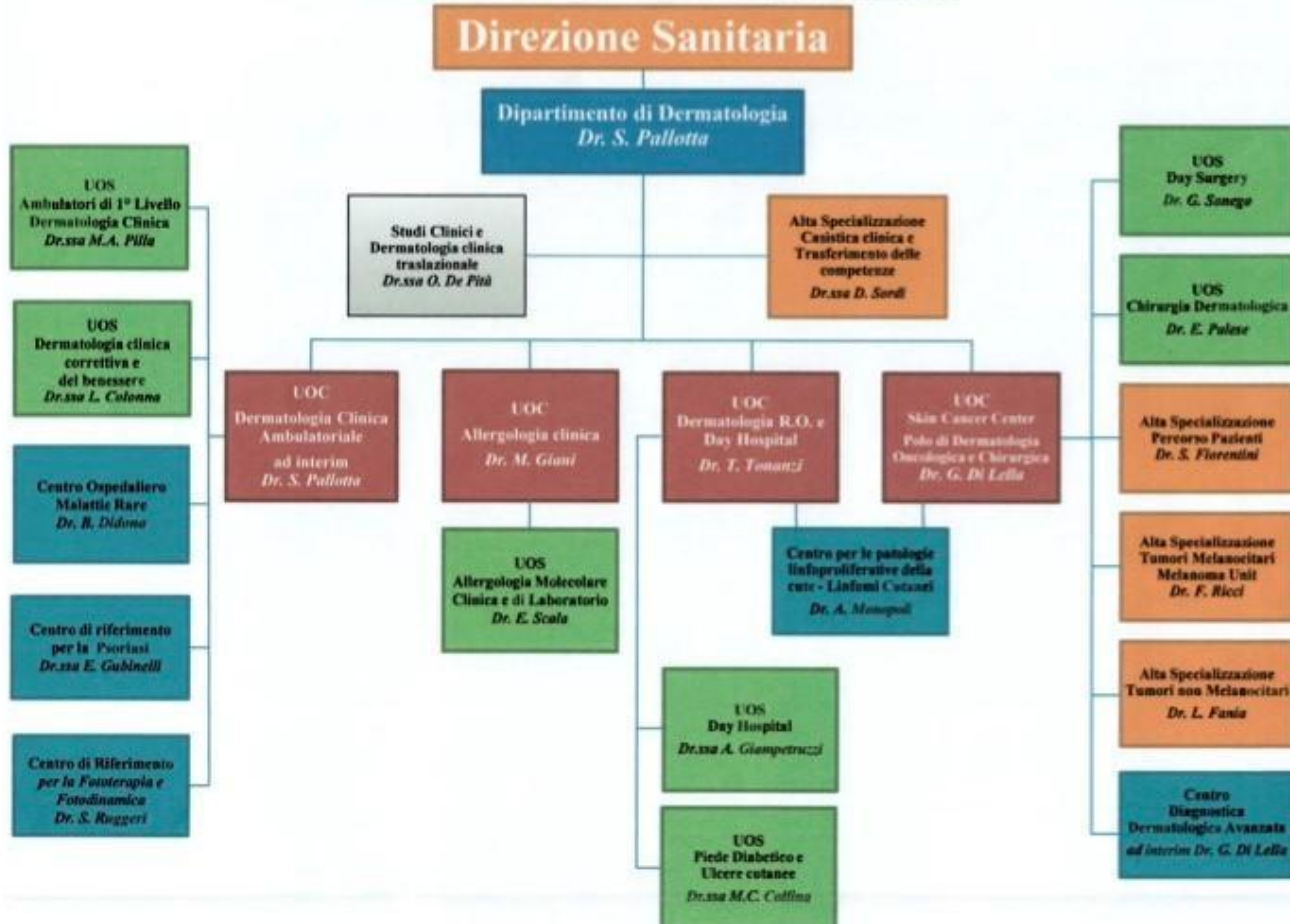 Direzione Sanitaria
Dipartimento di Dermatologia
Dr. S. Pallotta
Studi Clinici e
Dermatologia clinica
traslazionale
Dr.ssa O. De Pità
Alta Specializzazione
Casistica clinica e
Trasferimento delle
competenze
Dr.ssa D. Sordi
UOS
Ambulatori di 1° Livello
Dermatologia Clinica
Dr.ssa M.A. Pilla
UOS
Dermatologia clinica
correttiva e
del benessere
Dr.ssa L. Colonna
Centro Ospedaliero
Malattie Rare
Dr. B. Didona
Centro di riferimento
per la Psoriasi
Dr.ssa E. Gubinelli
Centro di Riferimento
per la Fototerapia e
Fotodinamica
Dr. S. Ruggeri
UOC
Dermatologia Clinica
Ambulatoriale
ad interim
Dr. S. Pallotta
UOC
Allergologia clinica
Dr. M. Giani
UOS
Allergologia Molecolare
Clinica e di Laboratorio
Dr. E. Scala
UOC
Dermatologia R.O. e
Day Hospital
Dr. T. Tonanzi
UOC
Skin Cancer Center
Polo di Dermatologia
Oncologica e Chirurgica
Dr. G. Di Lella
Centro per le patologie
linfoproliferative della
cute - Linfomi Cutanei
Dr. A. Monopoli
UOS
Day Hospital
Dr.ssa A. Giampetruzzi
UOS
Piede Diabetico e
Ulcere cutanee
Dr.ssa M.C. Collina
UOS
Day Surgery
Dr. G. Sonego
UOS
Chirurgia Dermatologica
Dr. E. Palese
Alta Specializzazione
Percorso Pazienti
Dr. S. Fiorentini
Alta Specializzazione
Tumori Melanocitari
Melanoma Unit
Dr. F. Ricci
Alta Specializzazione
Tumori non Melanocitari
Dr. L. Fania
Centro
Diagnostica
Dermatologica Avanzata
ad interim Dr. G. Di Lella